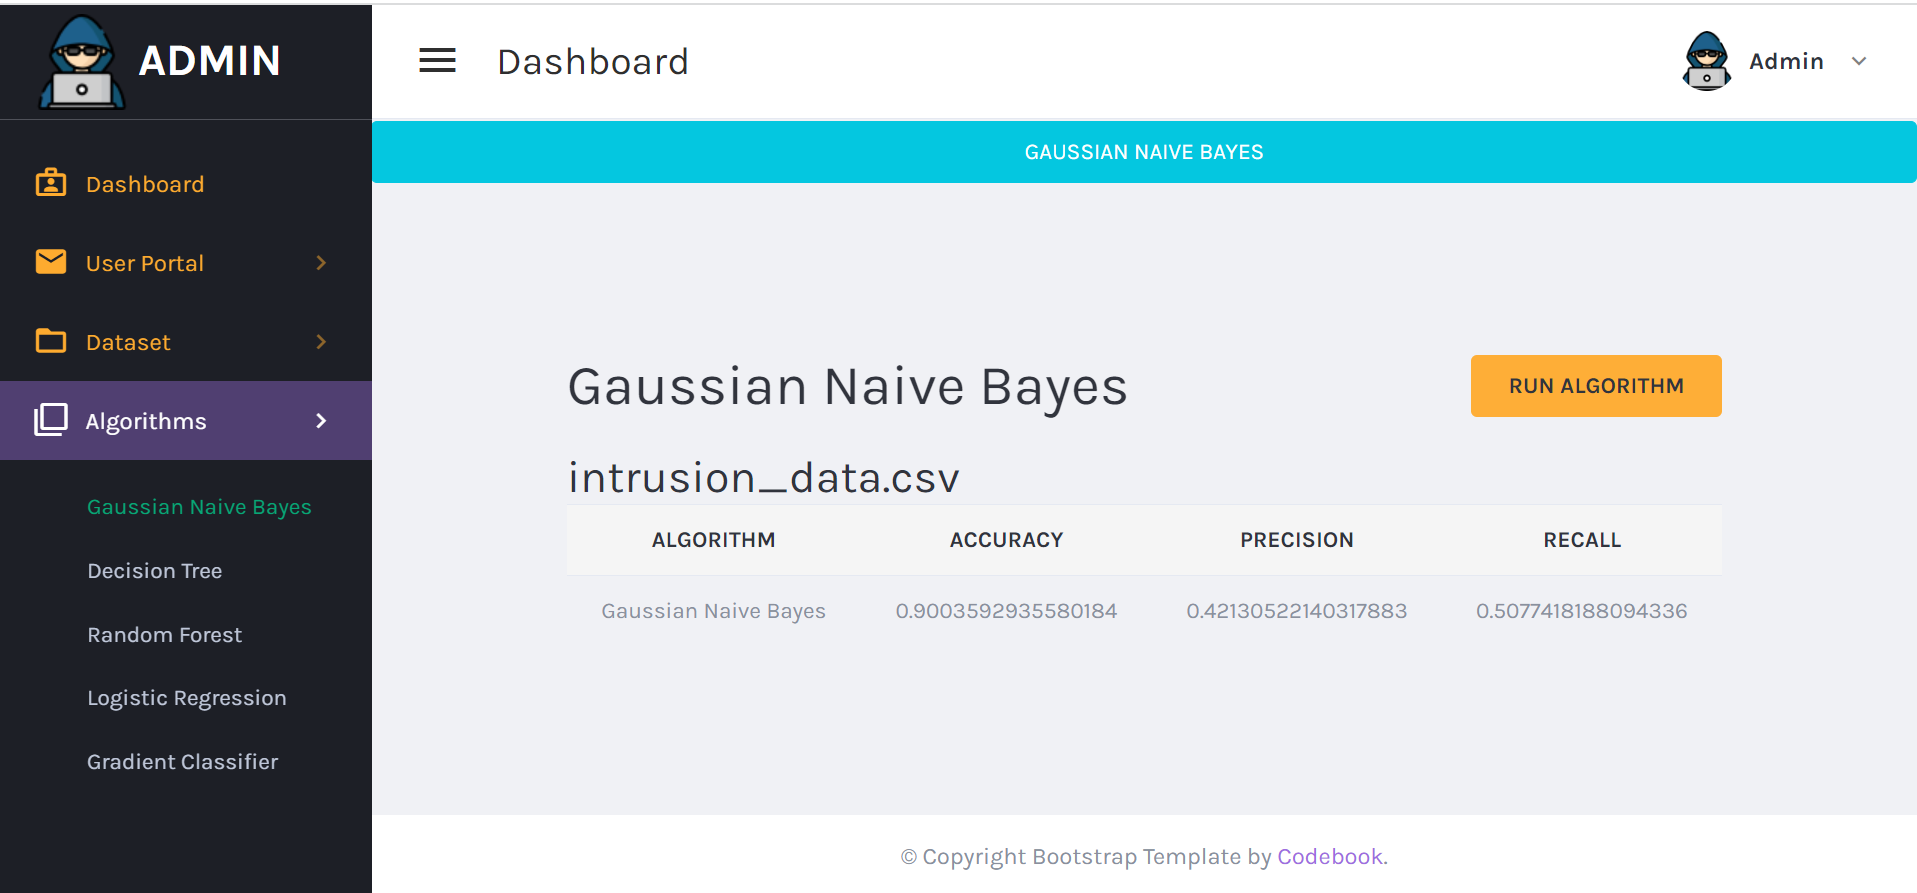 ADMIN
Dashboard
User Portal
Dataset
Algorithms
Gaussian Naive Bayes
Decision Tree
Random Forest
Logistic Regression
Gradient Classifier
Dashboard
Admin
GAUSSIAN NAIVE BAYES
Gaussian Naive Bayes
RUN ALGORITHM
intrusion_data.csv
ALGORITHM ACCURACY PRECISION RECALL
Gaussian Naive Bayes 0.9003592935580184 0.42130522140317883 0.5077418188094336
© Copyright Bootstrap Template by Codebook.